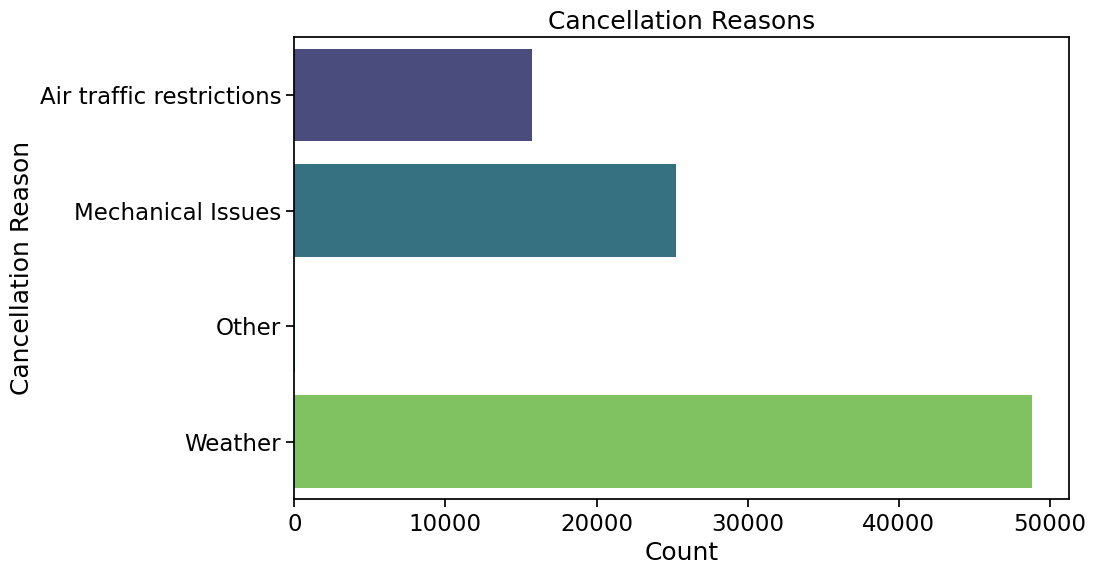 Cancellation Reasons
Cancellation Reason
Air traffic restrictions
Mechanical Issues
Other
Weather
0 10000 20000 30000 40000 50000
Count